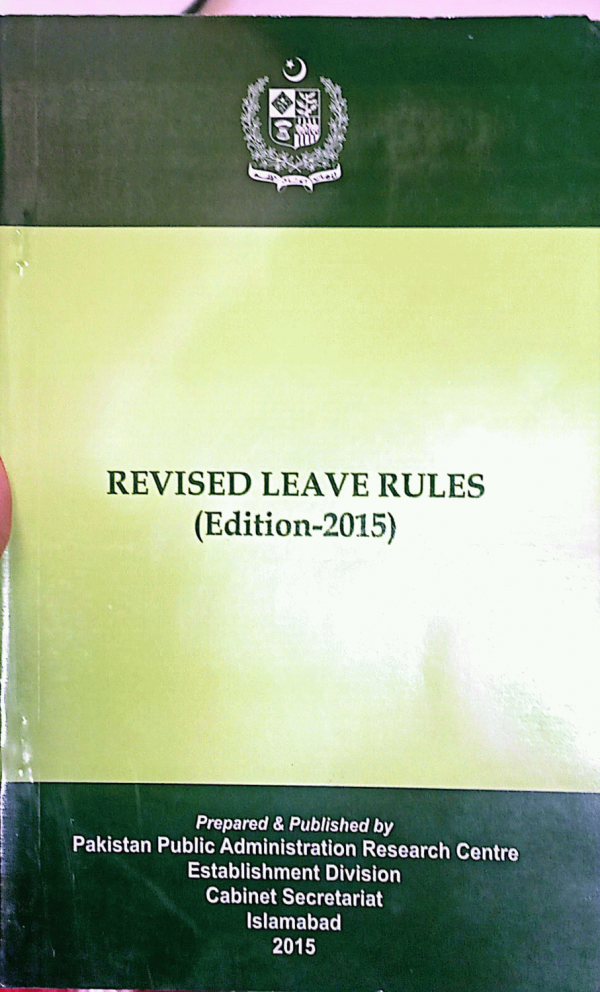 REVISED LEAVE RULES
(Edition-2015)
Prepared & Published by
Pakistan Public Administration Research Centre
Establishment Division
Cabinet Secretariat
Islamabad
2015